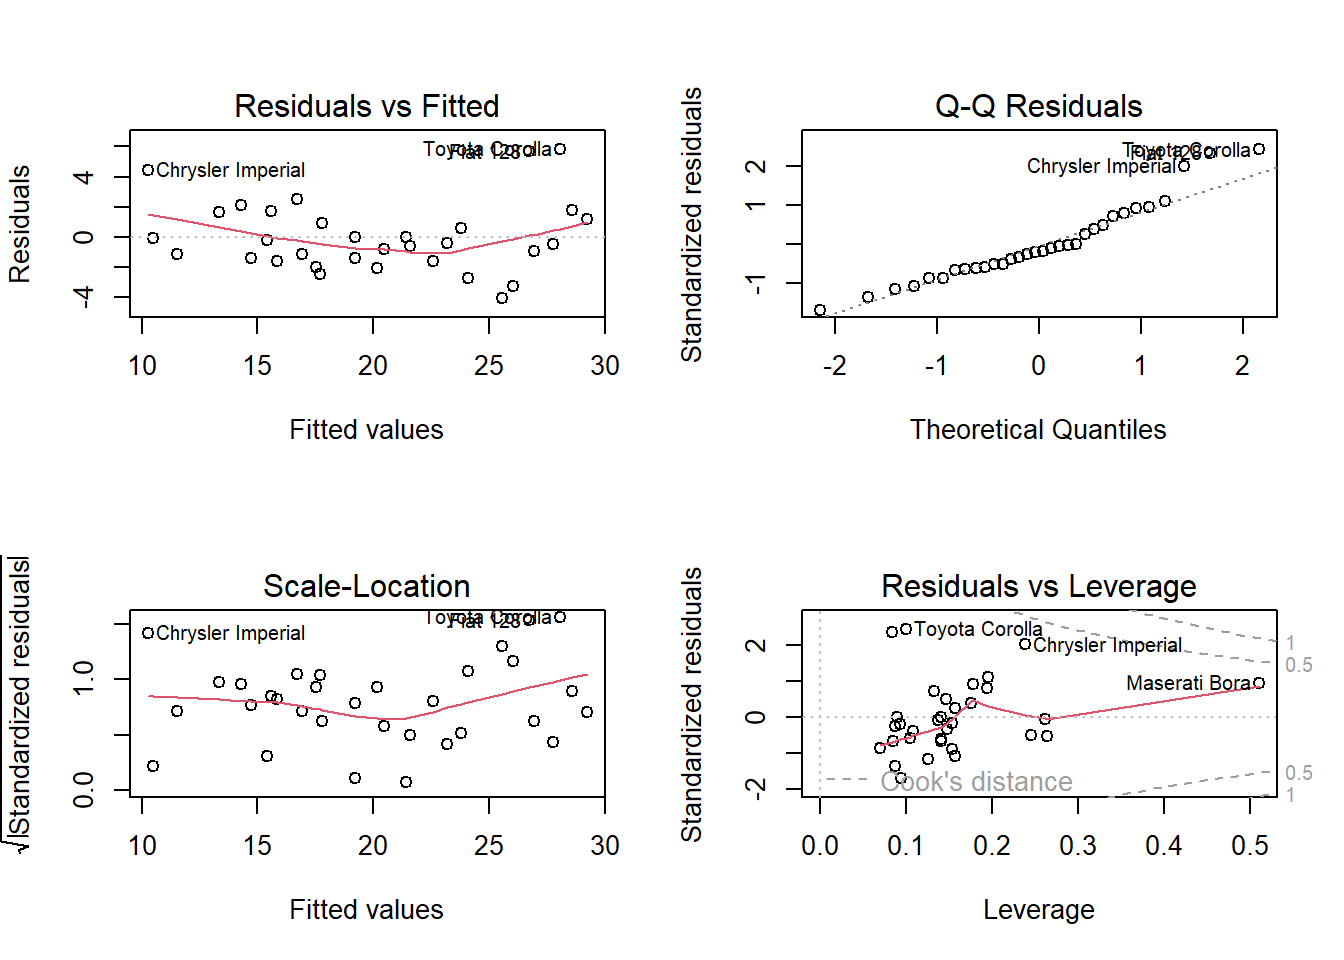 Residuals vs Fitted
Residuals
4
0
-4
Chrysler Imperial
Toyota Corolla
Fiat 128
10 15 20 25 30
Fitted values
Q-Q Residuals
Standardized residuals
2
1
-1
Toyota Corolla
Fiat 128
Chrysler Imperial
-2 -1 0 1 2
Theoretical Quantiles
Scale-Location
√|Standardized residuals|
1.0
0.0
Chrysler Imperial
Toyota Corolla
Fiat 128
10 15 20 25 30
Fitted values
Residuals vs Leverage
Standardized residuals
2
0
-2
Toyota Corolla
Chrysler Imperial
Maserati Bora
1
0.5
0.5
1
Cook's distance
0.0 0.1 0.2 0.3 0.4 0.5
Leverage